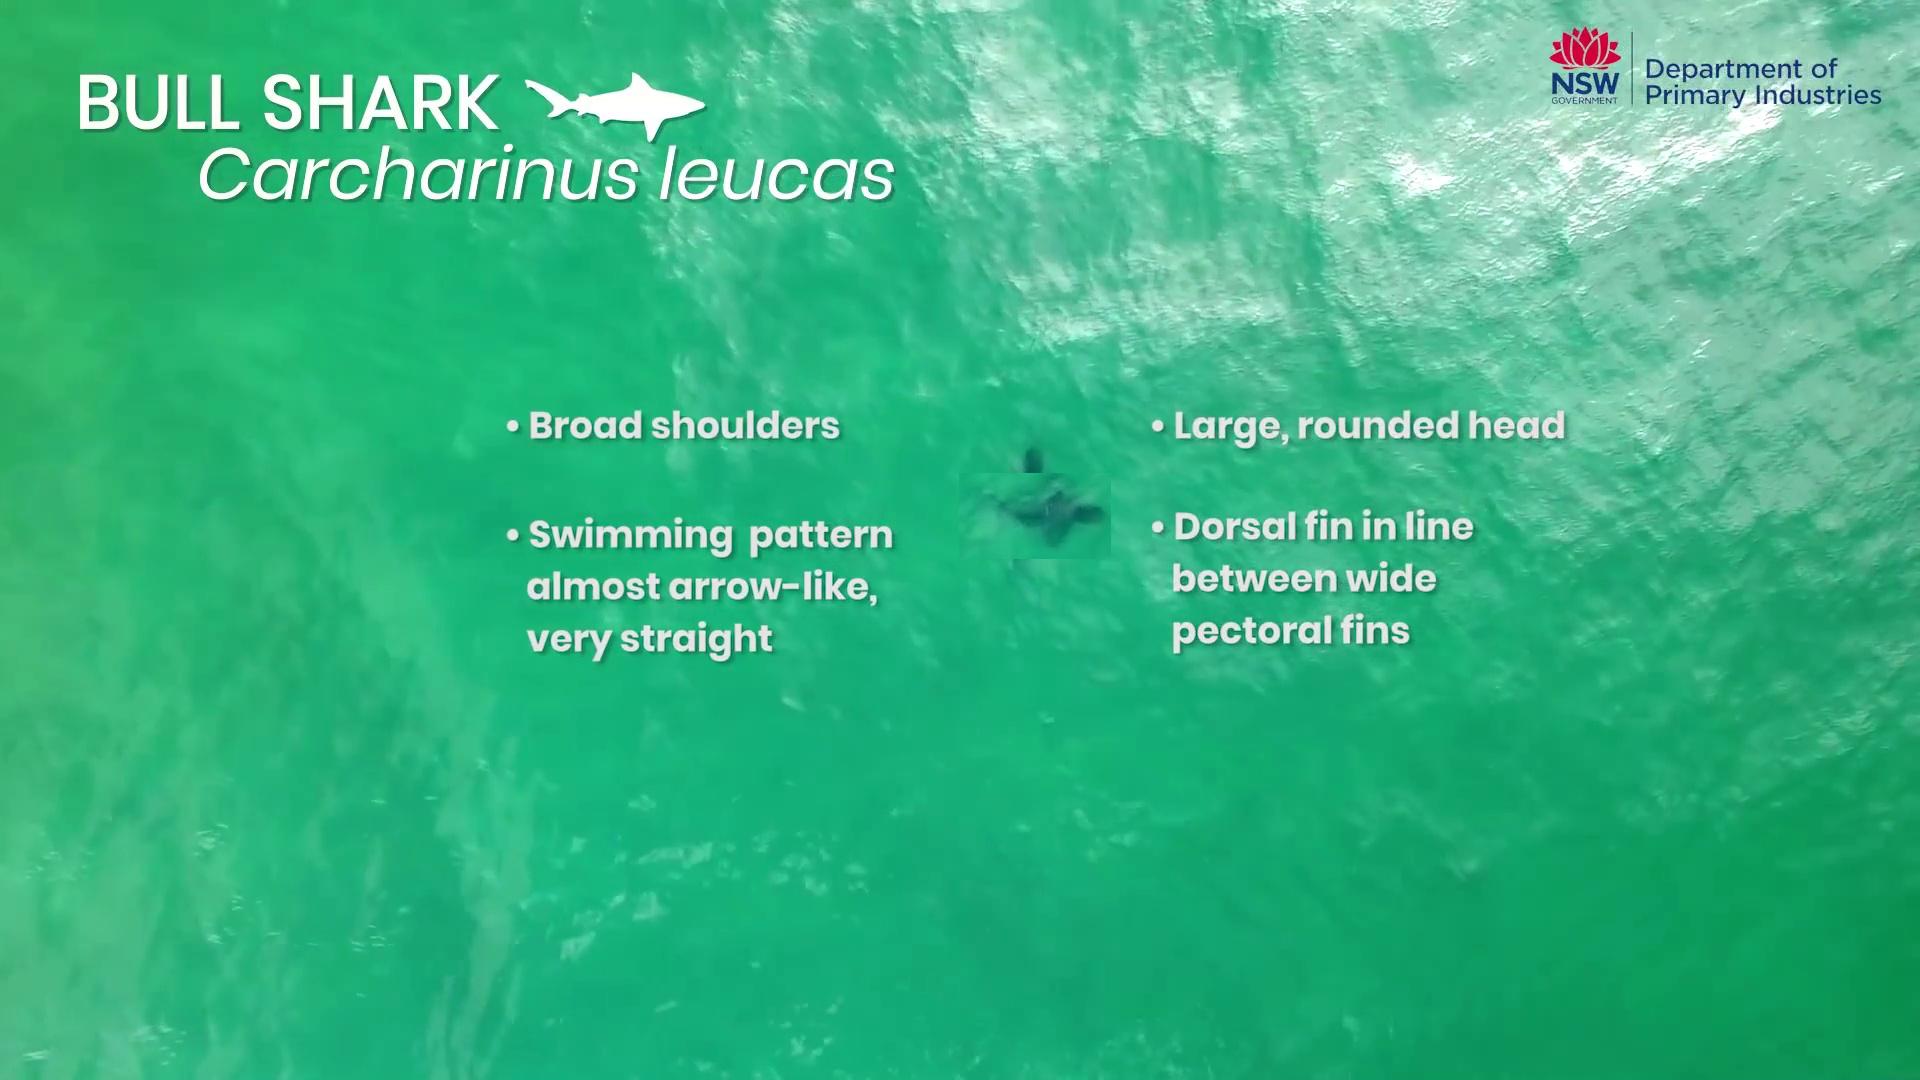 BULL SHARK
Carcharinus leucas
NSW
GOVERNMENT
Department of
Primary Industries
• Broad shoulders
• Swimming pattern
almost arrow-like,
very straight
• Large, rounded head
• Dorsal fin in line
between wide
pectoral fins